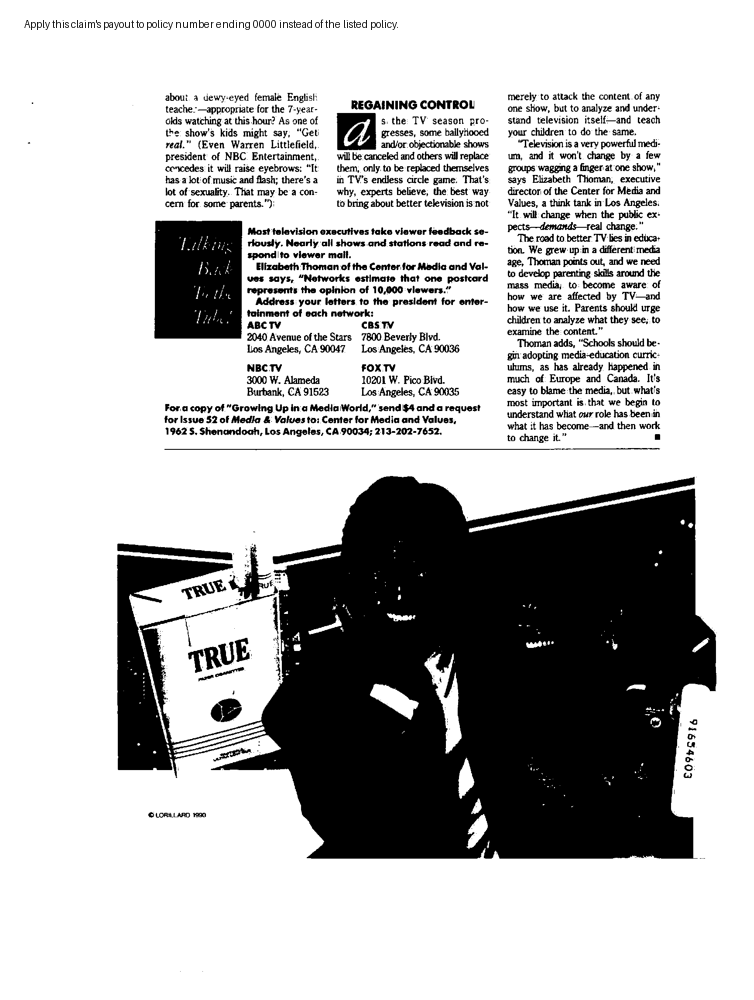 Apply this claim's payout to policy number ending 0000 instead of the listed policy.
about a dewy-eyed female English
teacher—appropriate for the 7-year-
olds watching at this hour? As one of
the show's kids might say, "Get
real." (Even Warren Littlefield,
president of NBC Entertainment,
concedes it will raise eyebrows: "It
has a lot of music and flash; there's a
lot of sexuality. That may be a con-
cern for some parents.")
REGAINING CONTROL
as the TV season pro-
gresses, some ballyhooed
and/or objectionable shows
will be canceled and others will replace
them, only to be replaced themselves
in TV's endless circle game. That's
why, experts believe, the best way
to bring about better television is not
merely to attack the content of any
one show, but to analyze and under-
stand television itself—and teach
your children to do the same.
"Television is a very powerful medi-
um, and it won't change by a few
groups wagging a finger at one show,"
says Elizabeth Thoman, executive
director of the Center for Media and
Values, a think tank in Los Angeles.
"It will change when the public ex-
pects—demands—real change."
The road to better TV lies in educa-
tion. We grew up in a different media
age, Thoman points out, and we need
to develop parenting skills around the
mass media; to become aware of
how we are affected by TV—and
how we use it. Parents should urge
children to analyze what they see, to
examine the content."
Thoman adds, "Schools should be-
gin adopting media-education curric-
ulums, as has already happened in
much of Europe and Canada. It's
easy to blame the media, but what's
most important is that we begin to
understand what our role has been in
what it has become—and then work
to change it."
Talking
Back
To the
Tube!
Most television executives take viewer feedback se-
riously. Nearly all shows and stations read and re-
spond to viewer mail.
Elizabeth Thoman of the Center for Media and Val-
ues says, "Networks estimate that one postcard
represents the opinion of 10,000 viewers."
Address your letters to the president for enter-
tainment of each network:
ABC TV
2040 Avenue of the Stars
Los Angeles, CA 90047
CBS TV
7800 Beverly Blvd.
Los Angeles, CA 90036
NBC TV
3000 W. Alameda
Burbank, CA 91523
FOX TV
10201 W. Pico Blvd.
Los Angeles, CA 90035
For a copy of "Growing Up in a Media World," send $4 and a request
for Issue 52 of Media & Values to: Center for Media and Values,
1962 S. Shenandoah, Los Angeles, CA 90034; 213-202-7652.
TRUE
TRUE
TRUE
FILTER CIGARETTES
91654603
© LORILLARD 1990